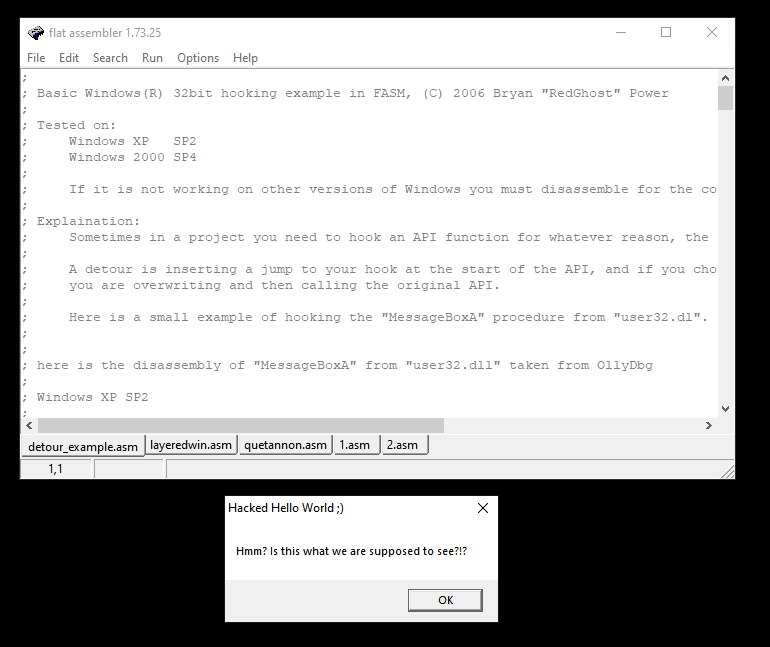 flat assembler 1.73.25
File Edit Search Run Options Help
;
; Basic Windows(R) 32bit hooking example in FASM, (C) 2006 Bryan "RedGhost" Power
;
; Tested on:
;     Windows XP   SP2
;     Windows 2000 SP4
;
;     If it is not working on other versions of Windows you must disassemble for the co
;
; Explaination:
;     Sometimes in a project you need to hook an API function for whatever reason, the
;
;     A detour is inserting a jump to your hook at the start of the API, and if you cho
;     you are overwriting and then calling the original API.
;
;     Here is a small example of hooking the "MessageBoxA" procedure from "user32.dl".
;
;
; here is the disassembly of "MessageBoxA" from "user32.dll" taken from OllyDbg
;
; Windows XP SP2
;
detour_example.asm layeredwin.asm quetannon.asm 1.asm 2.asm
1,1
Hacked Hello World ;)
Hmm? Is this what we are supposed to see?!?
OK